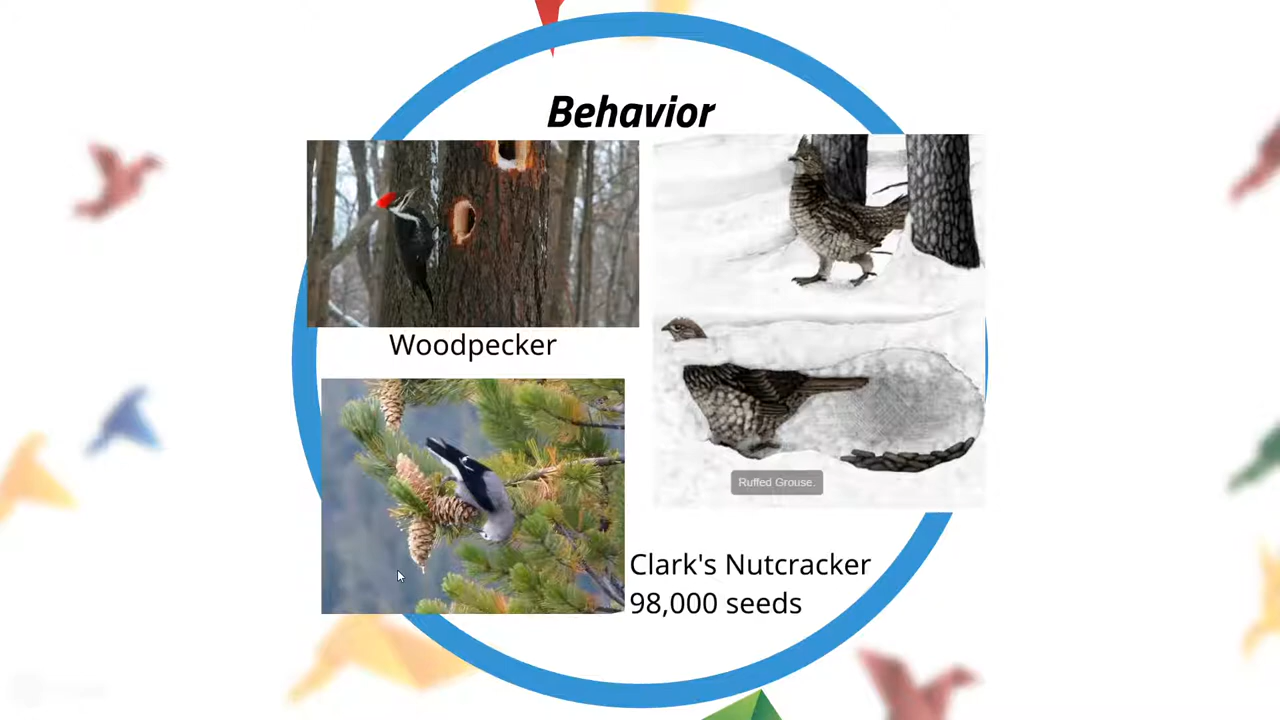 Behavior
Woodpecker
Ruffed Grouse.
Clark's Nutcracker
98,000 seeds